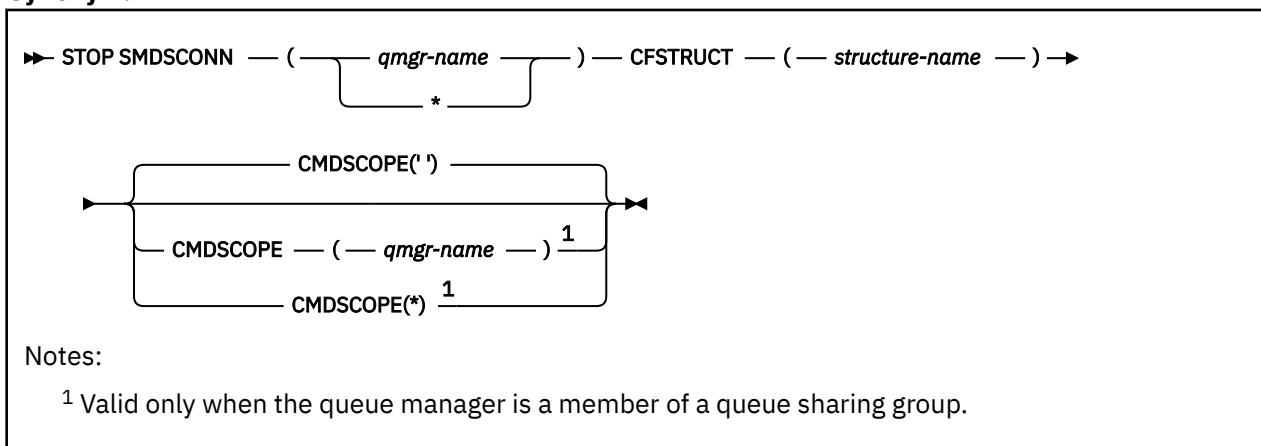 STOP SMDSCONN ( qmgr-name ) CFSTRUCT ( structure-name )
*
CMDSCOPE(' ')
CMDSCOPE ( qmgr-name ) 1
CMDSCOPE(*) 1
Notes:
1 Valid only when the queue manager is a member of a queue sharing group.